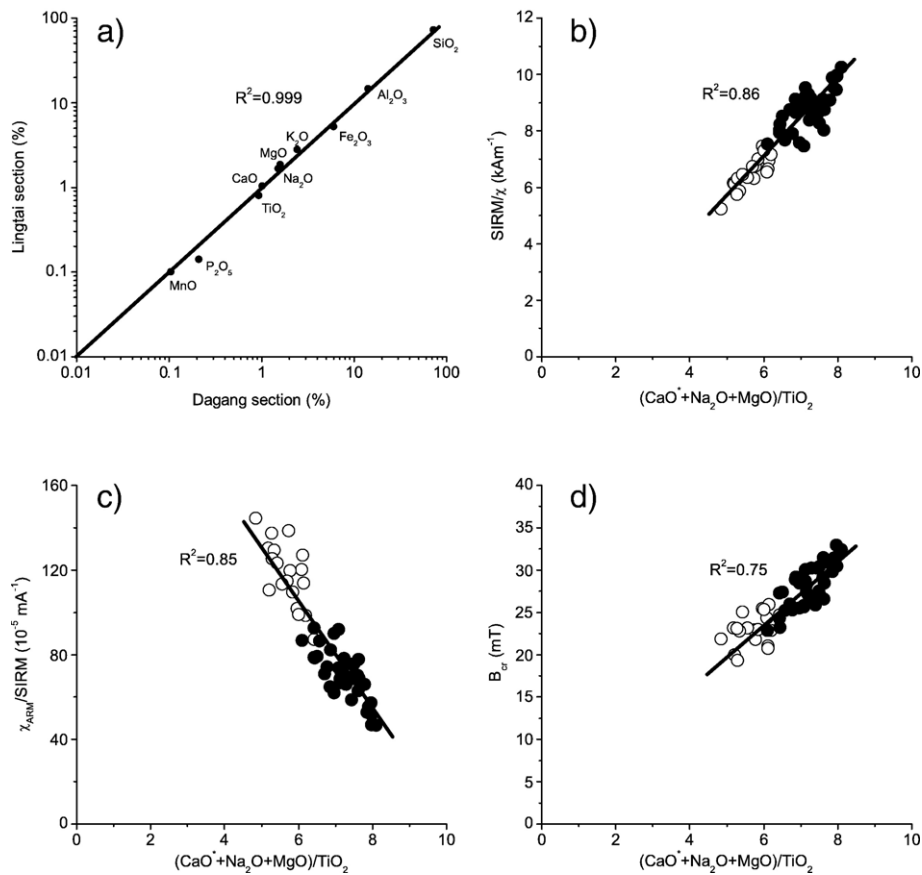 a)
100
10
1
0.1
0.01
Lingtai section (%)
R²=0.999
SiO₂
Al₂O₃
Fe₂O₃
K₂O
MgO
Na₂O
CaO
TiO₂
P₂O₅
MnO
0.01 0.1 1 10 100
Dagang section (%)
b)
12
10
8
6
4
2
0
SIRM/χ (kAm⁻¹)
R²=0.86
0 2 4 6 8 10
(CaO*+Na₂O+MgO)/TiO₂
c)
160
120
80
40
0
χARM/SIRM (10⁻⁵ mA⁻¹)
R²=0.85
0 2 4 6 8 10
(CaO*+Na₂O+MgO)/TiO₂
d)
40
35
30
25
20
15
10
5
0
Bcr (mT)
R²=0.75
0 2 4 6 8 10
(CaO*+Na₂O+MgO)/TiO₂